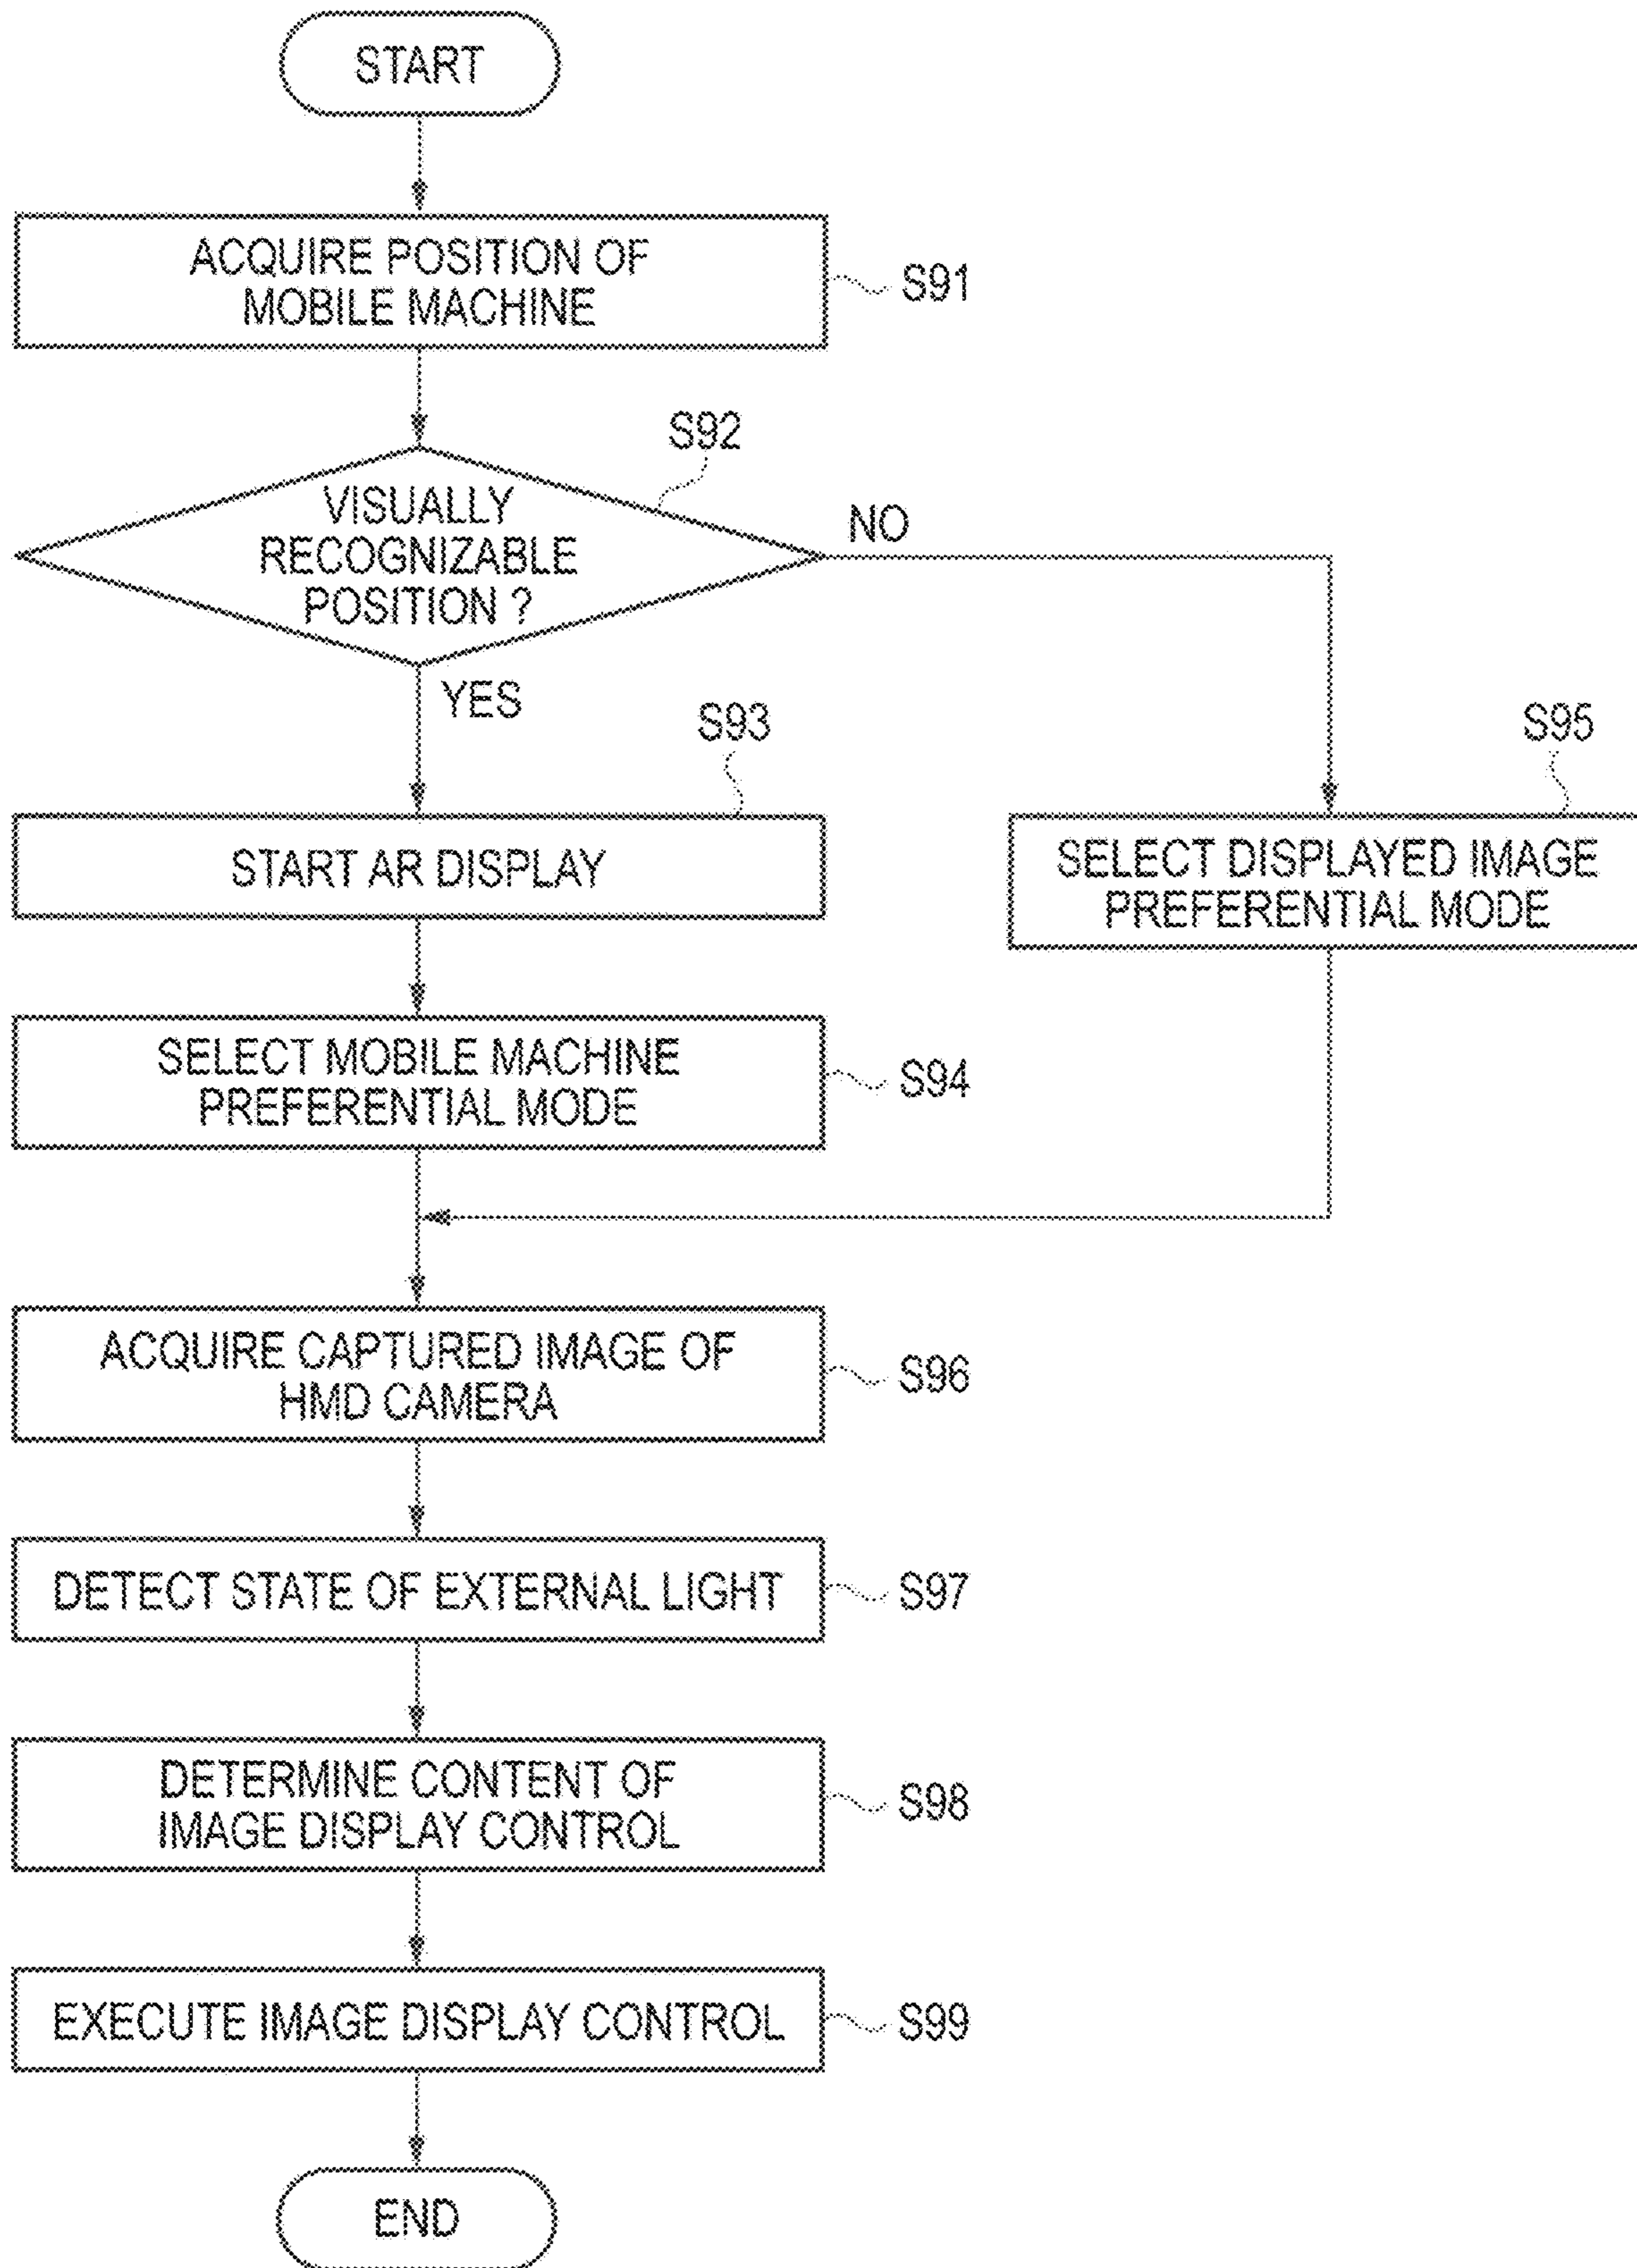 START
ACQUIRE POSITION OF
MOBILE MACHINE
S91
S92
VISUALLY
RECOGNIZABLE
POSITION ?
NO
YES
S93
START AR DISPLAY
S95
SELECT DISPLAYED IMAGE
PREFERENTIAL MODE
SELECT MOBILE MACHINE
PREFERENTIAL MODE
S94
ACQUIRE CAPTURED IMAGE OF
HMD CAMERA
S96
DETECT STATE OF EXTERNAL LIGHT
S97
DETERMINE CONTENT OF
IMAGE DISPLAY CONTROL
S98
EXECUTE IMAGE DISPLAY CONTROL
S99
END